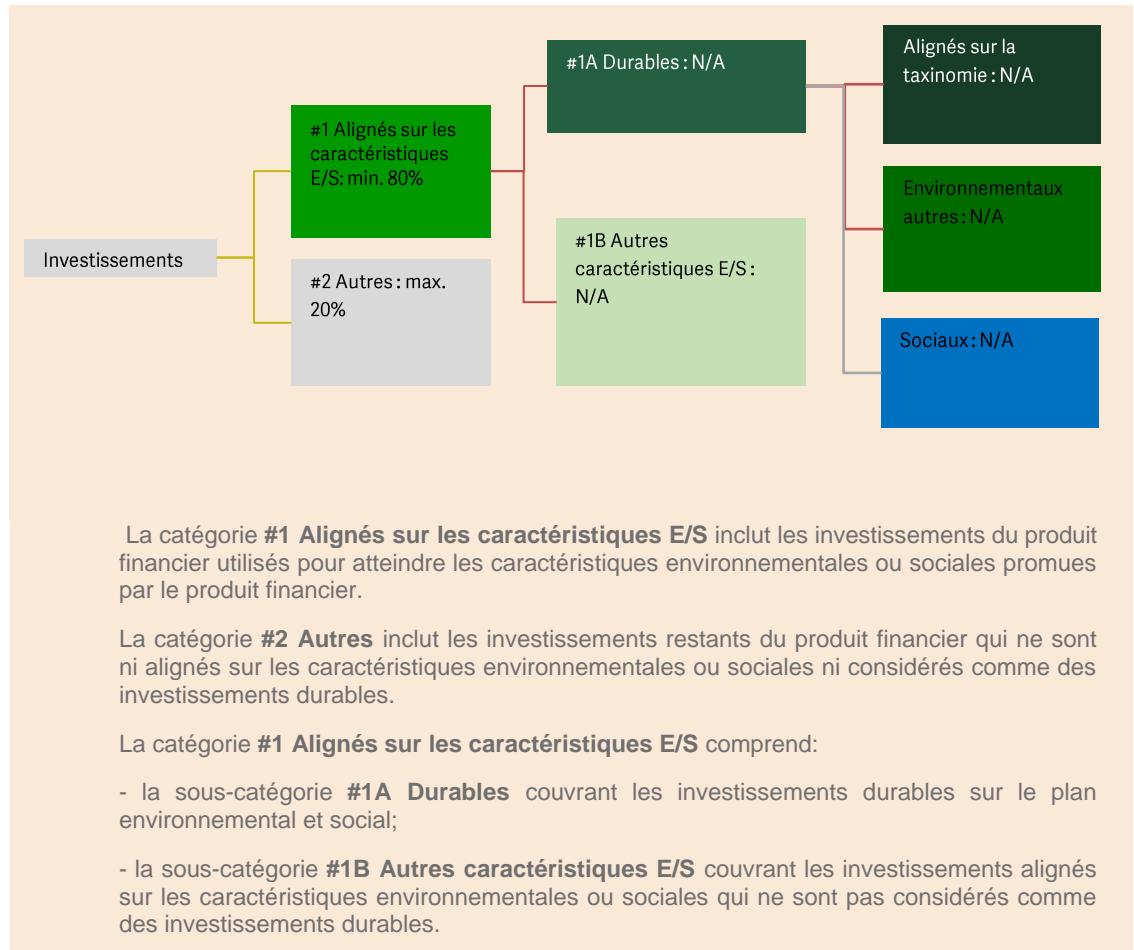 Investissements
#1 Alignés sur les
caractéristiques
E/S: min. 80%
#2 Autres : max.
20%
#1A Durables : N/A
#1B Autres
caractéristiques E/S :
N/A
Alignés sur la
taxinomie : N/A
Environnementaux
autres : N/A
Sociaux : N/A
La catégorie #1 Alignés sur les caractéristiques E/S inclut les investissements du produit
financier utilisés pour atteindre les caractéristiques environnementales ou sociales promues
par le produit financier.
La catégorie #2 Autres inclut les investissements restants du produit financier qui ne sont
ni alignés sur les caractéristiques environnementales ou sociales ni considérés comme des
investissements durables.
La catégorie #1 Alignés sur les caractéristiques E/S comprend:
- la sous-catégorie #1A Durables couvrant les investissements durables sur le plan
environnemental et social;
- la sous-catégorie #1B Autres caractéristiques E/S couvrant les investissements alignés
sur les caractéristiques environnementales ou sociales qui ne sont pas considérés comme
des investissements durables.